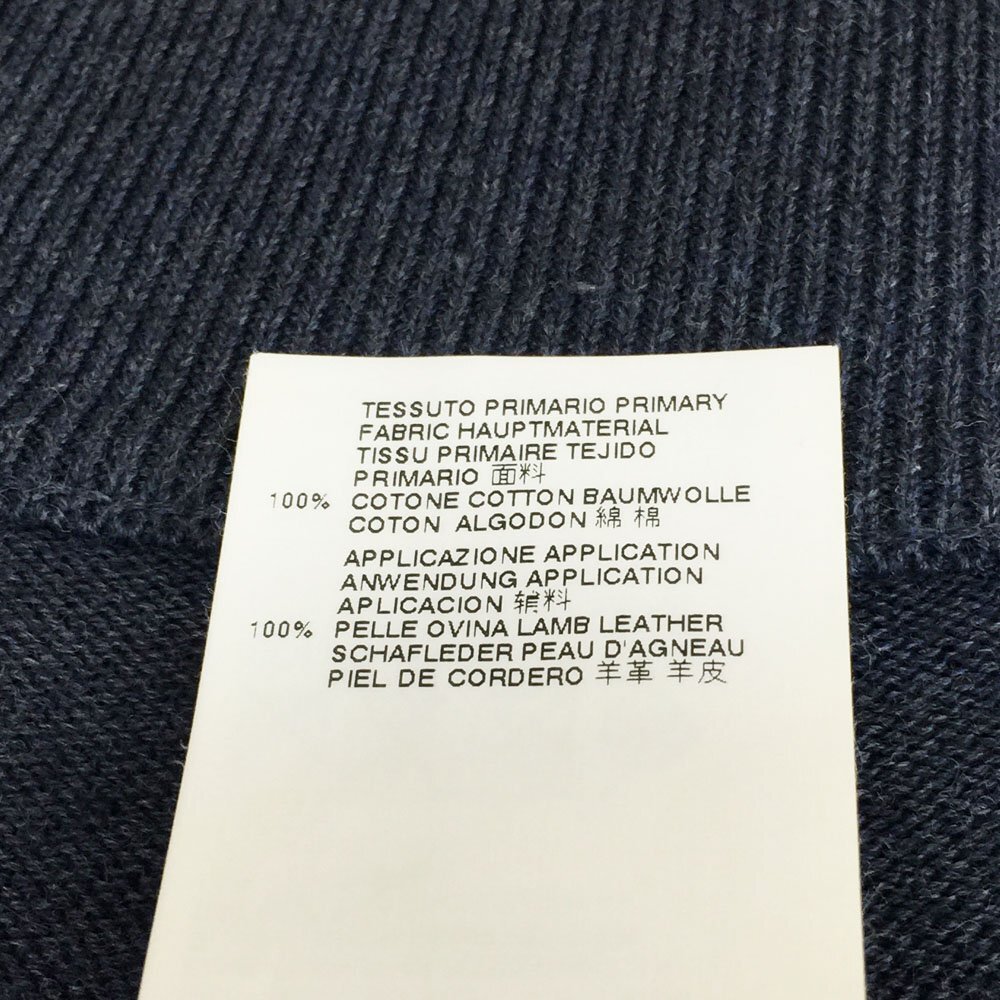 TESSUTO PRIMARIO PRIMARY
FABRIC HAUPTMATERIAL
TISSU PRIMAIRE TEJIDO
PRIMARIO 面料
100% COTONE COTTON BAUMWOLLE
COTON ALGODON 綿 棉
APPLICAZIONE APPLICATION
ANWENDUNG APPLICATION
APLICACION 辅料
100% PELLE OVINA LAMB LEATHER
SCHAFLEDER PEAU D'AGNEAU
PIEL DE CORDERO 羊革 羊皮